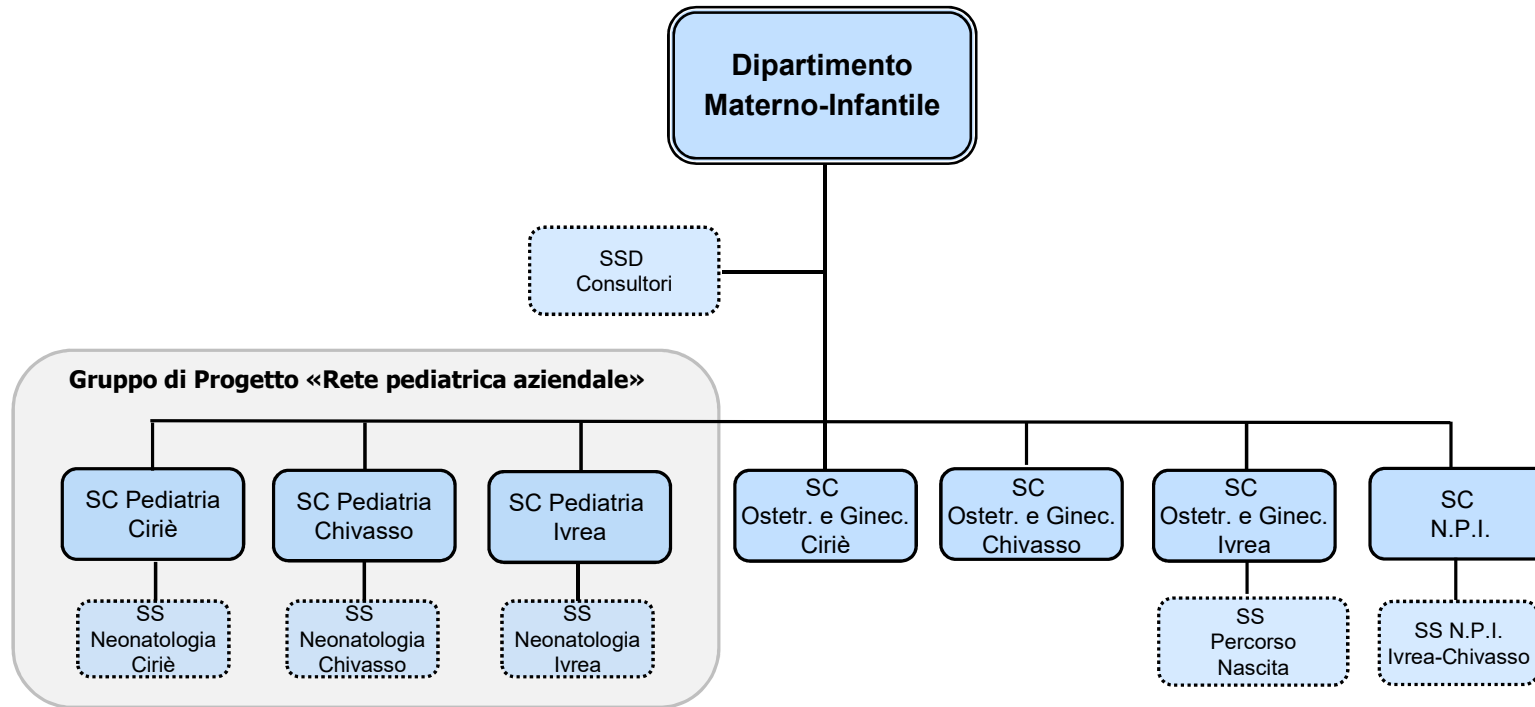 Dipartimento
Materno-Infantile
SSD
Consultori
Gruppo di Progetto «Rete pediatrica aziendale»
SC Pediatria
Ciriè
SC Pediatria
Chivasso
SC Pediatria
Ivrea
SC
Ostetr. e Ginec.
Ciriè
SC
Ostetr. e Ginec.
Chivasso
SC
Ostetr. e Ginec.
Ivrea
SC
N.P.I.
SS
Neonatologia
Ciriè
SS
Neonatologia
Chivasso
SS
Neonatologia
Ivrea
SS
Percorso
Nascita
SS N.P.I.
Ivrea-Chivasso